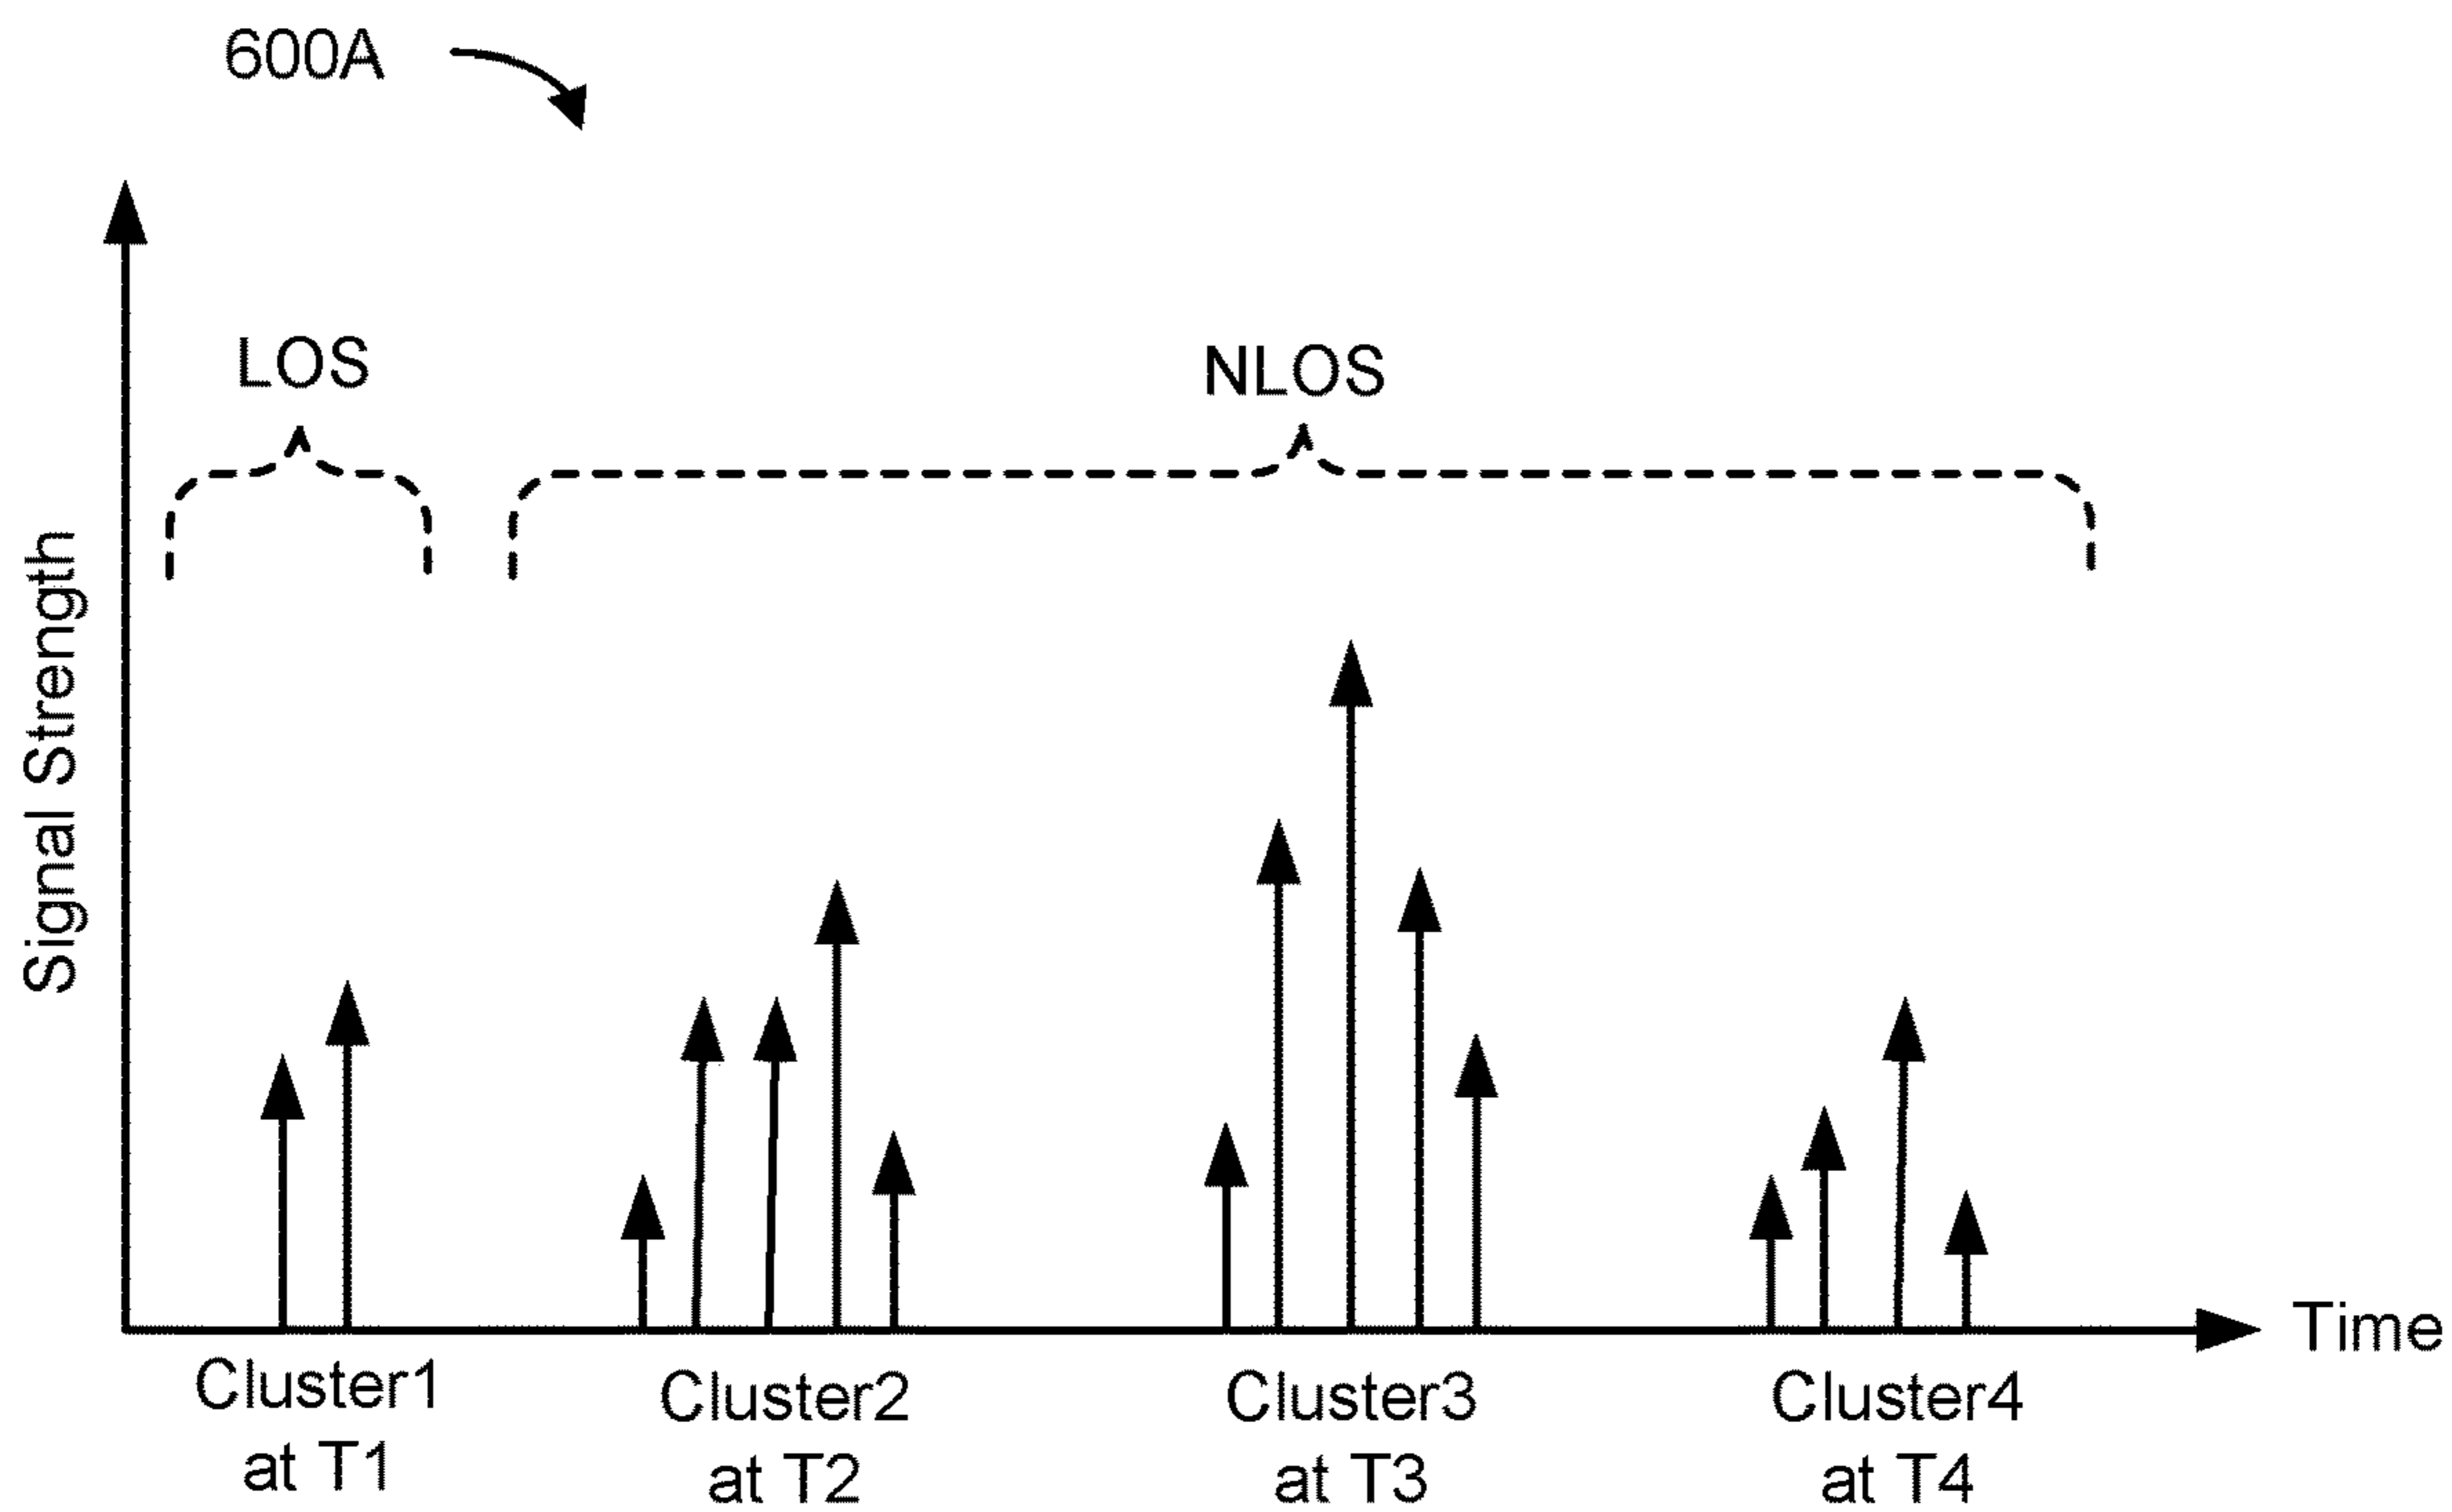 600A
LOS
NLOS
Signal Strength
Time
Cluster1
at T1
Cluster2
at T2
Cluster3
at T3
Cluster4
at T4